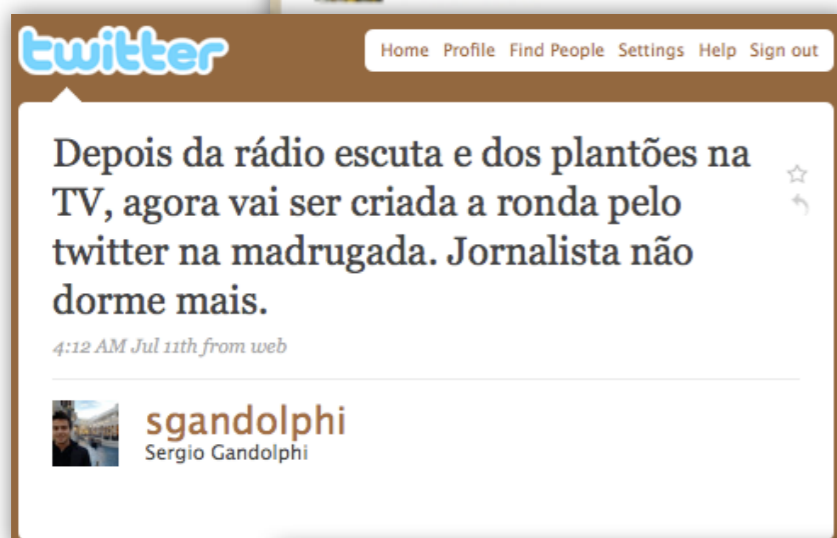 twitter
Home Profile Find People Settings Help Sign out
Depois da rádio escuta e dos plantões na
TV, agora vai ser criada a ronda pelo
twitter na madrugada. Jornalista não
dorme mais.
4:12 AM Jul 11th from web
sgandolphi
Sergio Gandolphi